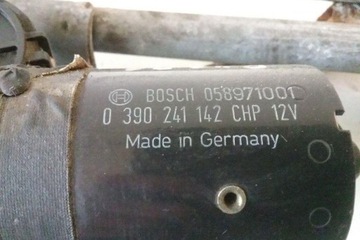 BOSCH 058971001
0 390 241 142 CHP 12V
Made in Germany